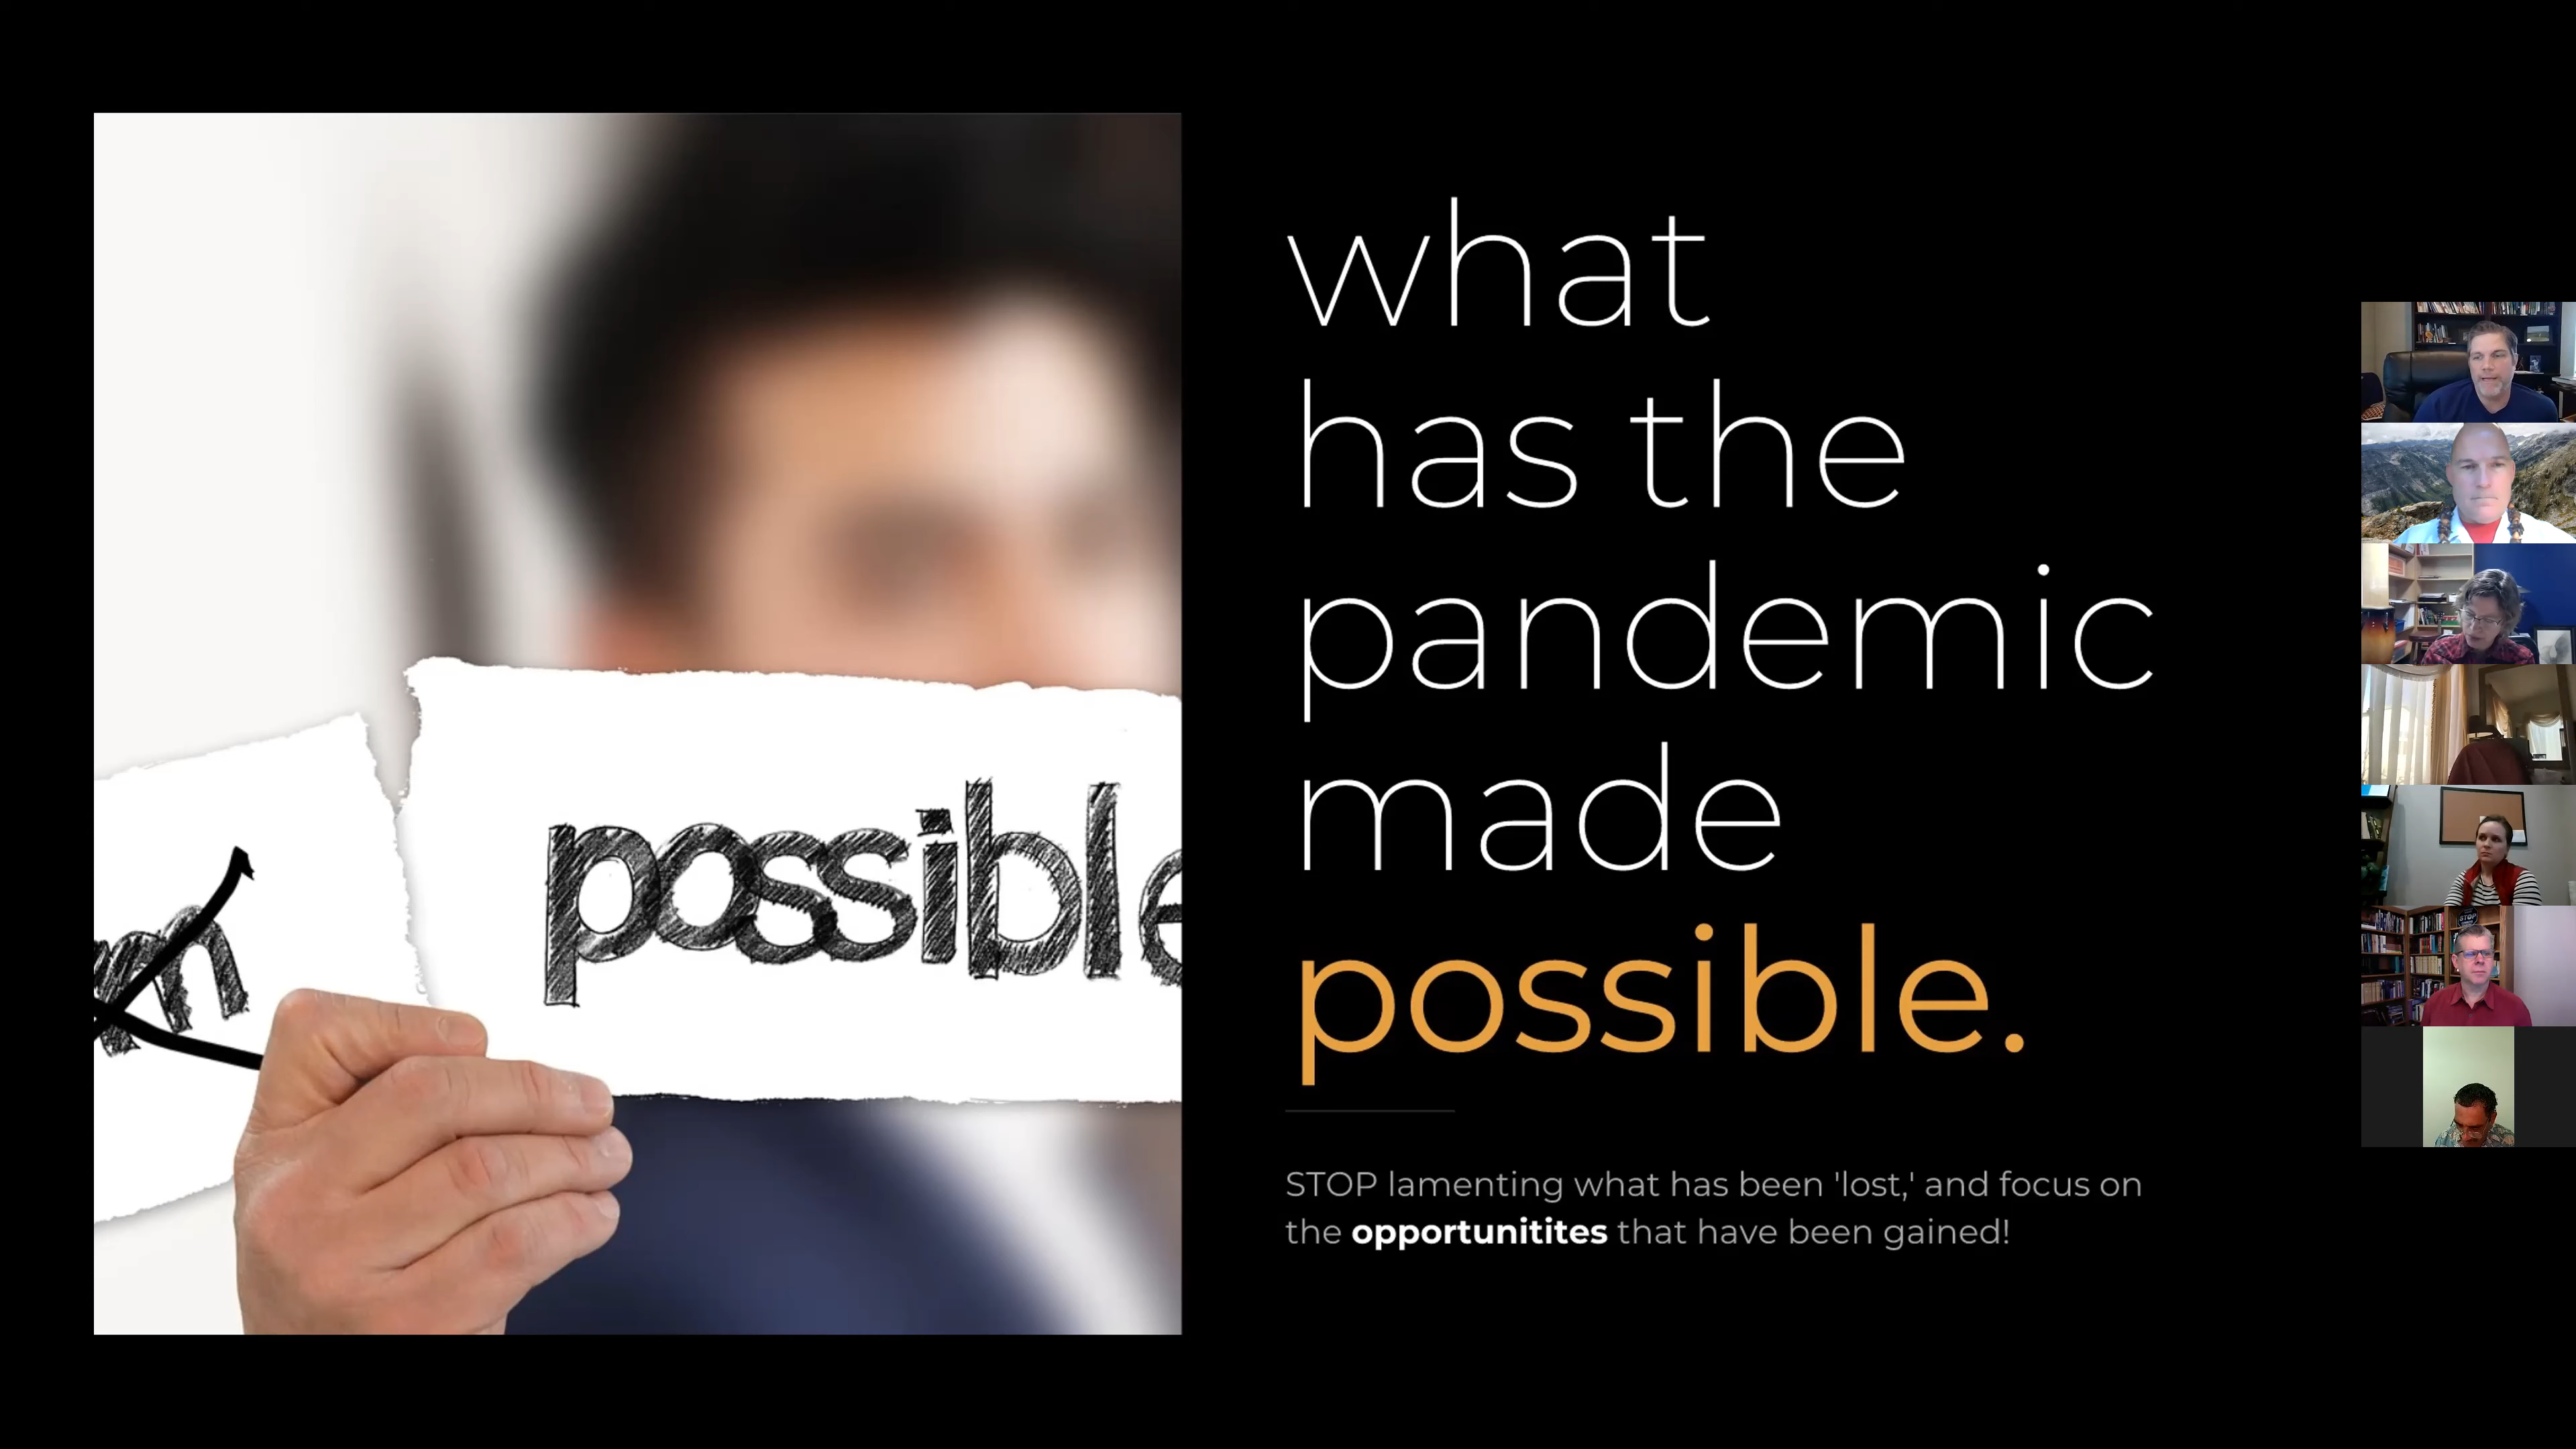 m
possible
what
has the
pandemic
made
possible.
STOP lamenting what has been 'lost,' and focus on
the opportunitites that have been gained!
STOP